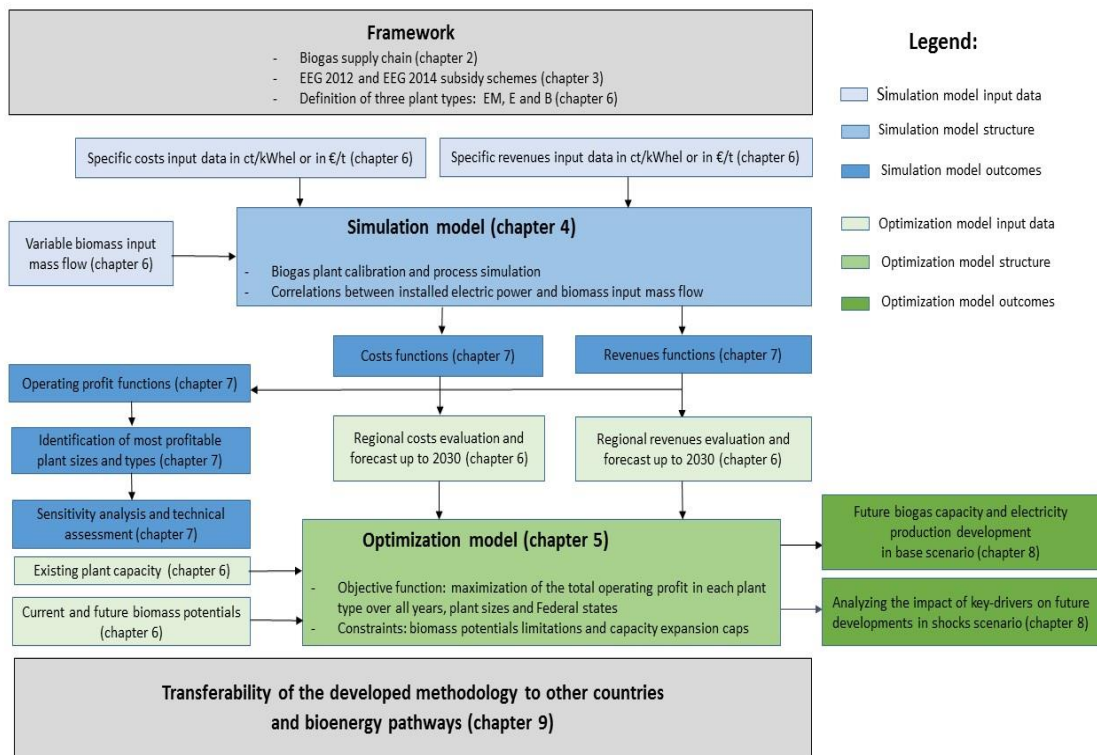 Framework
- Biogas supply chain (chapter 2)
- EEG 2012 and EEG 2014 subsidy schemes (chapter 3)
- Definition of three plant types: EM, E and B (chapter 6)
Legend:
Simulation model input data
Simulation model structure
Simulation model outcomes
Optimization model input data
Optimization model structure
Optimization model outcomes
Specific costs input data in ct/kWhel or in €/t (chapter 6)
Specific revenues input data in ct/kWhel or in €/t (chapter 6)
Variable biomass input
mass flow (chapter 6)
Simulation model (chapter 4)
- Biogas plant calibration and process simulation
- Correlations between installed electric power and biomass input mass flow
Costs functions (chapter 7)
Revenues functions (chapter 7)
Operating profit functions (chapter 7)
Identification of most profitable
plant sizes and types (chapter 7)
Sensitivity analysis and technical
assessment (chapter 7)
Regional costs evaluation and
forecast up to 2030 (chapter 6)
Regional revenues evaluation and
forecast up to 2030 (chapter 6)
Existing plant capacity (chapter 6)
Current and future biomass potentials
(chapter 6)
Optimization model (chapter 5)
- Objective function: maximization of the total operating profit in each plant
type over all years, plant sizes and Federal states
- Constraints: biomass potentials limitations and capacity expansion caps
Future biogas capacity and electricity
production development
in base scenario (chapter 8)
Analyzing the impact of key-drivers on future
developments in shocks scenario (chapter 8)
Transferability of the developed methodology to other countries
and bioenergy pathways (chapter 9)